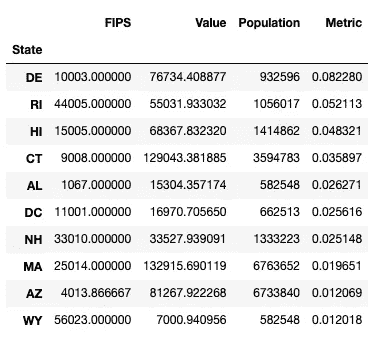 FIPS Value Population Metric
State
DE 10003.000000 76734.408877 932596 0.082280
RI 44005.000000 55031.933032 1056017 0.052113
HI 15005.000000 68367.832320 1414862 0.048321
CT 9008.000000 129043.381885 3594783 0.035897
AL 1067.000000 15304.357174 582548 0.026271
DC 11001.000000 16970.705650 662513 0.025616
NH 33010.000000 33527.939091 1333223 0.025148
MA 25014.000000 132915.690119 6763652 0.019651
AZ 4013.866667 81267.922268 6733840 0.012069
WY 56023.000000 7000.940956 582548 0.012018